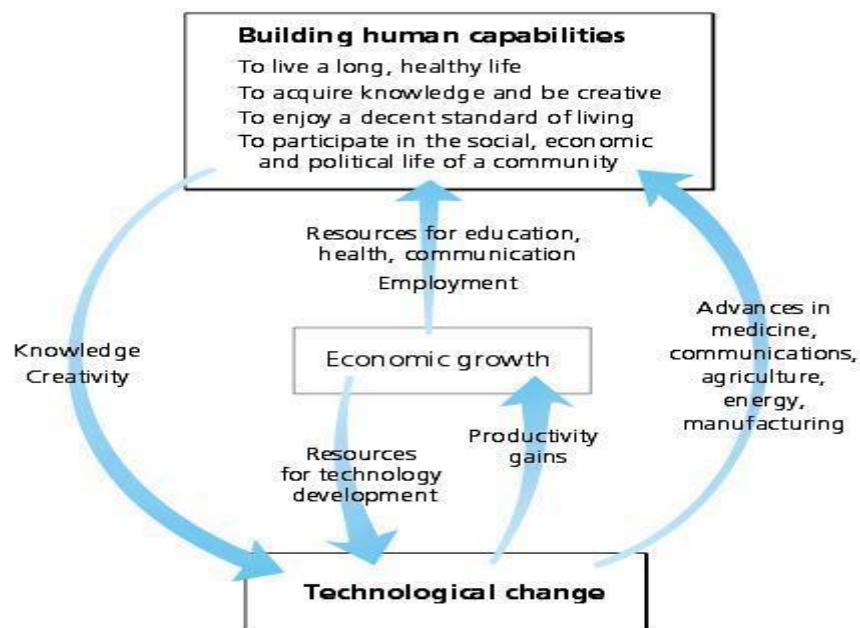 Building human capabilities
To live a long, healthy life
To acquire knowledge and be creative
To enjoy a decent standard of living
To participate in the social, economic
and political life of a community
Resources for education,
health, communication
Employment
Knowledge
Creativity
Economic growth
Advances in
medicine,
communications,
agriculture,
energy,
manufacturing
Resources
for technology
development
Productivity
gains
Technological change